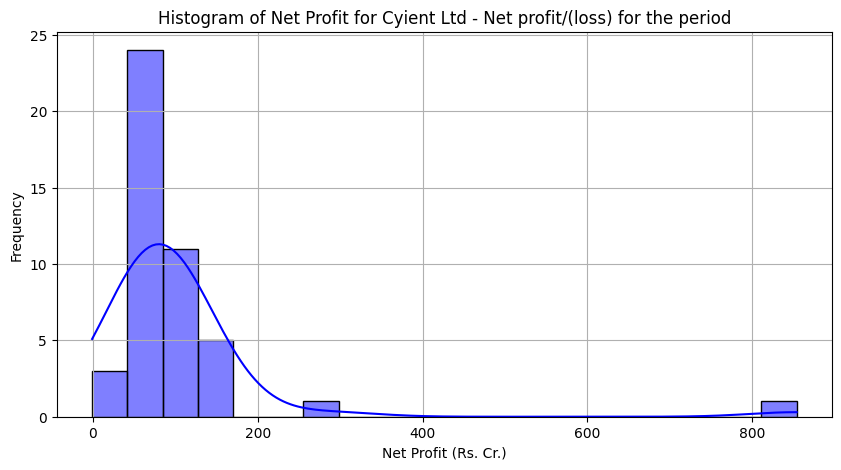 Histogram of Net Profit for Cyient Ltd - Net profit/(loss) for the period
25
20
15
10
5
0
Frequency
0 200 400 600 800
Net Profit (Rs. Cr.)